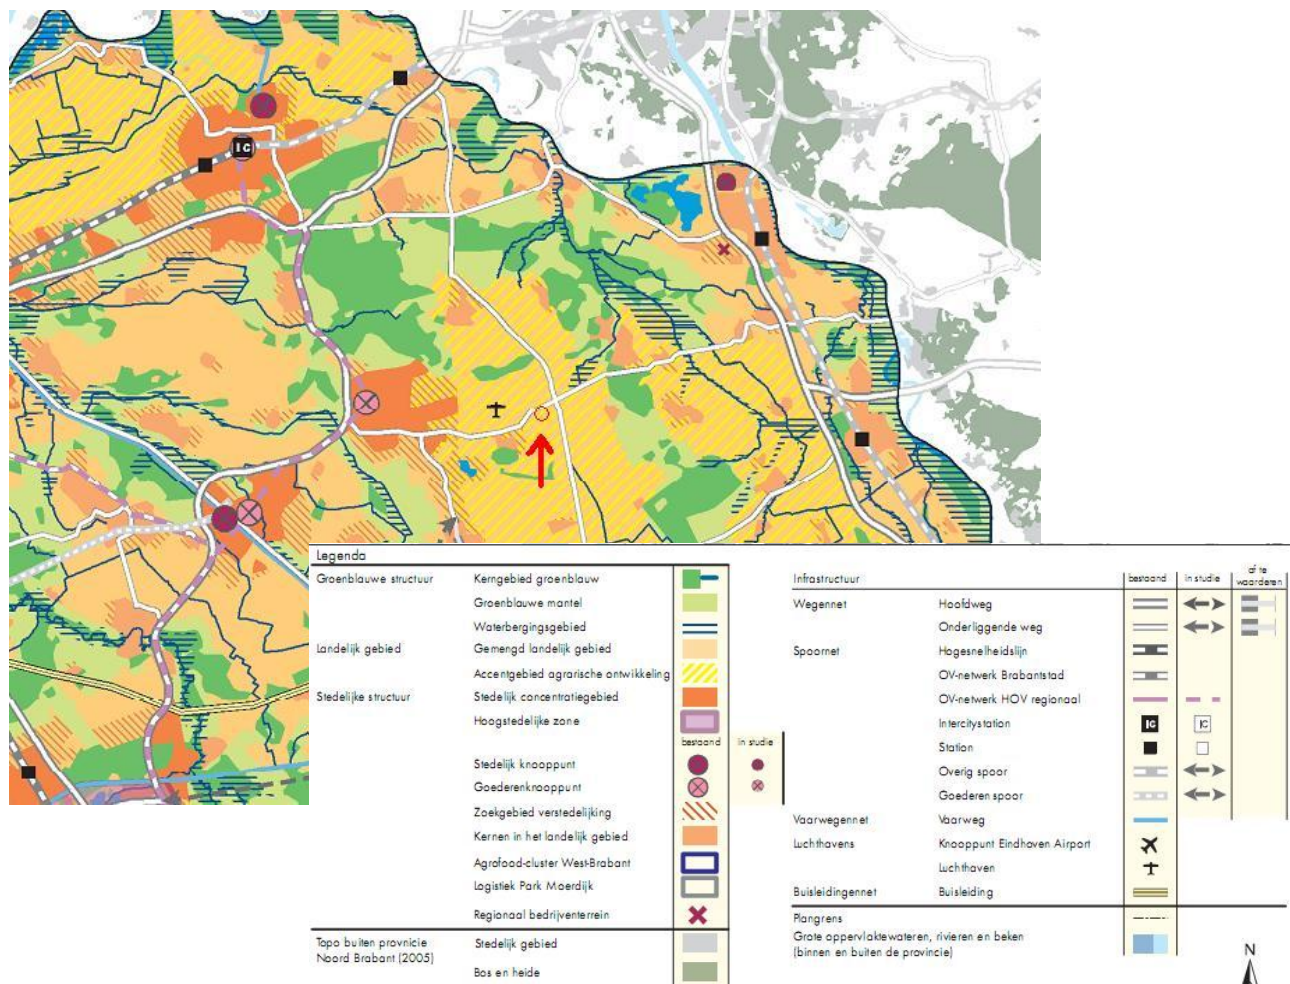 IC
Legenda
Groenblauwe structuur Kerngebied groenblauw
Groenblauwe mantel
Waterbergingsgebied
Landelijk gebied Gemengd landelijk gebied
Accentgebied agrarische ontwikkeling
Stedelijke structuur Stedelijk concentratiegebied
Hoogstedelijke zone
bestaand in studie
Stedelijk knooppunt
Goederenknooppunt
Zoekgebied verstedelijking
Kernen in het landelijk gebied
Agrofood-cluster West-Brabant
Logistiek Park Moerdijk
Regionaal bedrijventerrein
Topo buiten provnicie Stedelijk gebied
Noord Brabant (2005)
Bos en heide
Infrastructuur bestaand in studie af te waarderen
Wegennet Hoofdweg
Onderliggende weg
Spoornet Hogesnelheidslijn
OV-netwerk Brabantstad
OV-netwerk HOV regionaal
Intercitystation IC IC
Station
Overig spoor
Goederen spoor
Vaarwegennet Vaarweg
Luchthavens Knooppunt Eindhoven Airport
Luchthaven
Buisleidingennet Buisleiding
Plangrens
Grote oppervlaktewateren, rivieren en beken
(binnen en buiten de provincie)
N